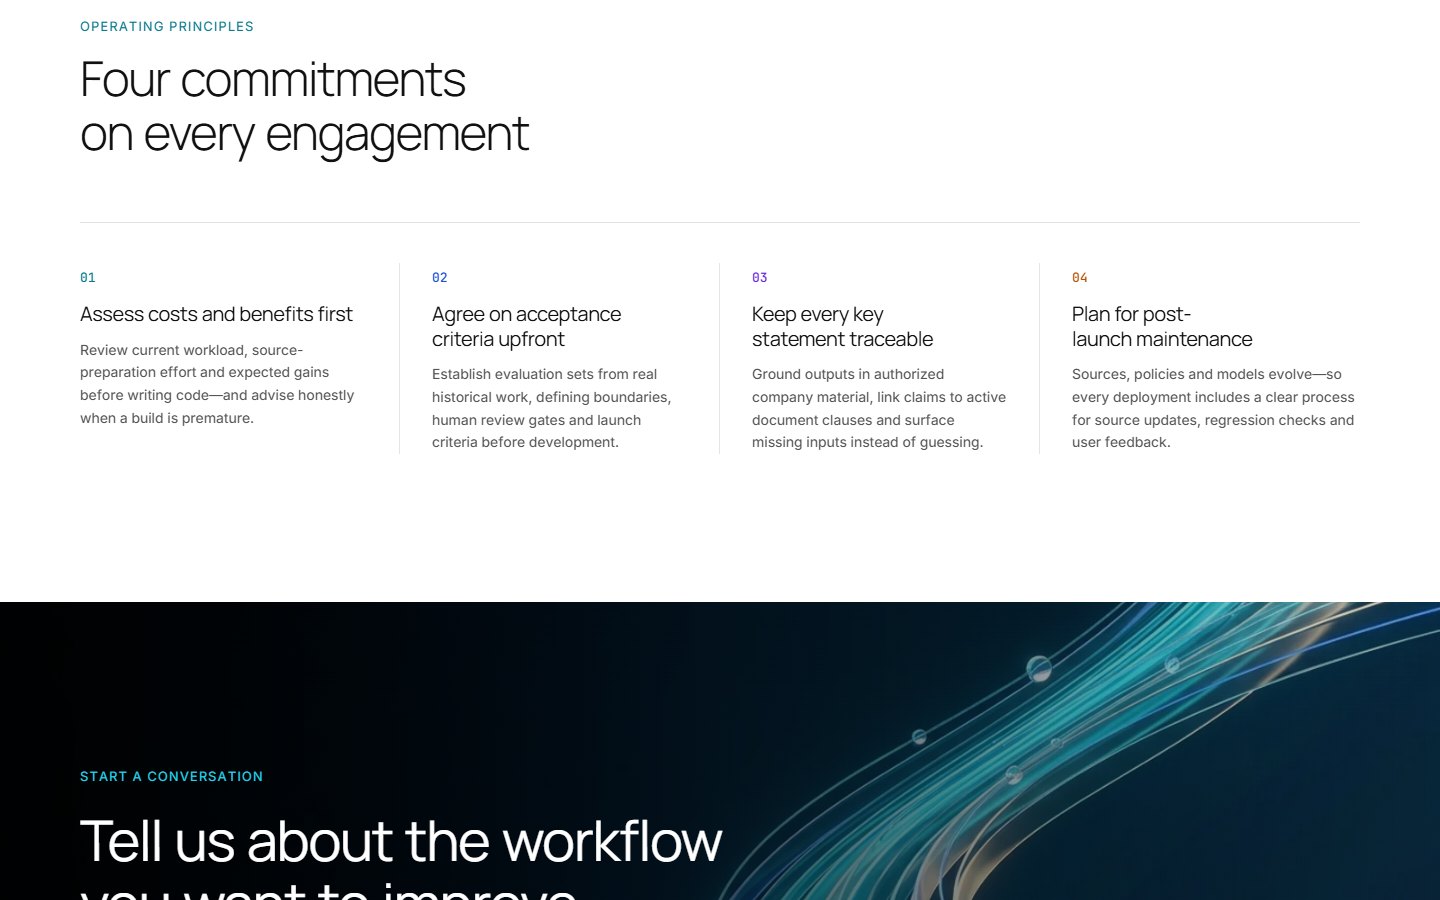 OPERATING PRINCIPLES
Four commitments
on every engagement
01
Assess costs and benefits first
Review current workload, source-
preparation effort and expected gains
before writing code—and advise honestly
when a build is premature.
02
Agree on acceptance
criteria upfront
Establish evaluation sets from real
historical work, defining boundaries,
human review gates and launch
criteria before development.
03
Keep every key
statement traceable
Ground outputs in authorized
company material, link claims to active
document clauses and surface
missing inputs instead of guessing.
04
Plan for post-
launch maintenance
Sources, policies and models evolve—so
every deployment includes a clear process
for source updates, regression checks and
user feedback.
START A CONVERSATION
Tell us about the workflow
you want to improve